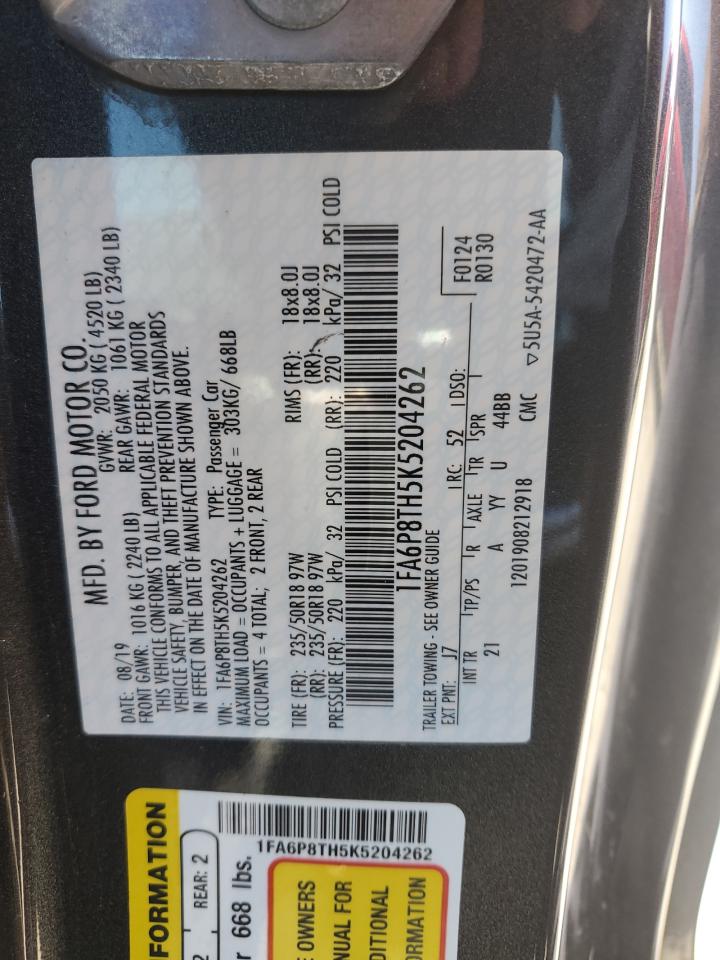 MFD. BY FORD MOTOR CO.
DATE: 08/19 GVWR: 2050 KG ( 4520 LB)
FRONT GAWR: 1016 KG ( 2240 LB) REAR GAWR: 1061 KG ( 2340 LB)
THIS VEHICLE CONFORMS TO ALL APPLICABLE FEDERAL MOTOR
VEHICLE SAFETY, BUMPER, AND THEFT PREVENTION STANDARDS
IN EFFECT ON THE DATE OF MANUFACTURE SHOWN ABOVE.
VIN: 1FA6P8TH5K5204262 TYPE: Passenger Car
MAXIMUM LOAD = OCCUPANTS + LUGGAGE = 303KG/ 668LB
OCCUPANTS = 4 TOTAL; 2 FRONT, 2 REAR
TIRE (FR): 235/50R18 97W RIMS (FR): 18x8.0J
(RR): 235/50R18 97W (RR): 18x8.0J
PRESSURE (FR): 220 kPa/ 32 PSI COLD (RR): 220 kPa/ 32 PSI COLD
1FA6P8TH5K5204262
TRAILER TOWING - SEE OWNER GUIDE
EXT PNT: J7 RC: 52 DSO: F0124
INT TR TP/PS R AXLE TR SPR R0130
21 A YY U 44BB
1201908212918 CMC
▽5U5A-5420472-AA
FORMATION
2 REAR: 2
r 668 lbs.
1FA6P8TH5K5204262
OWNERS
NUAL FOR
DITIONAL
ORMATION